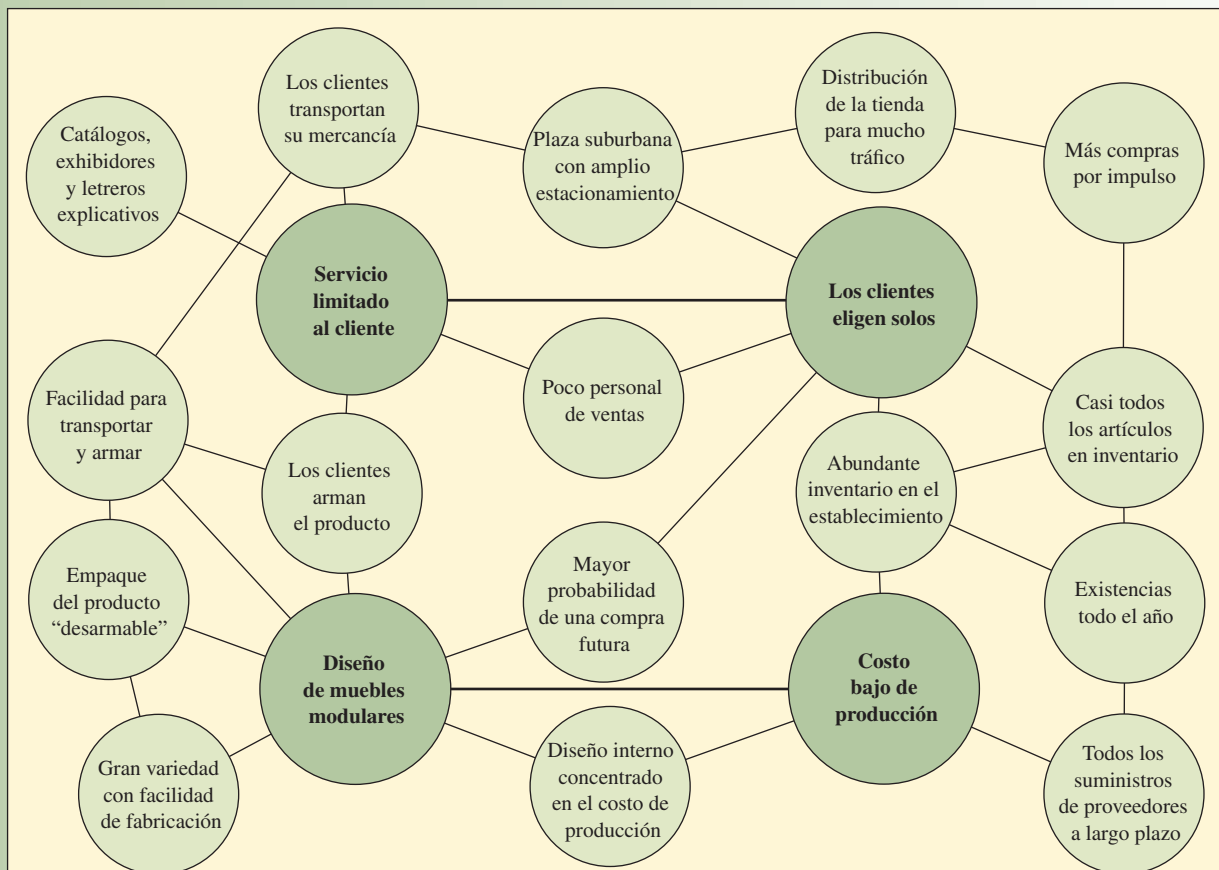 Catálogos,
exhibidores
y letreros
explicativos
Los clientes
transportan
su mercancía
Plaza suburbana
con amplio
estacionamiento
Distribución
de la tienda
para mucho
tráfico
Más compras
por impulso
Servicio
limitado
al cliente
Los clientes
eligen solos
Facilidad para
transportar
y armar
Los clientes
arman
el producto
Poco personal
de ventas
Abundante
inventario en el
establecimiento
Casi todos
los artículos
en inventario
Empaque
del producto
“desarmable”
Mayor
probabilidad
de una compra
futura
Existencias
todo el año
Diseño
de muebles
modulares
Costo
bajo de
producción
Gran variedad
con facilidad
de fabricación
Diseño interno
concentrado
en el costo de
producción
Todos los
suministros
de proveedores
a largo plazo